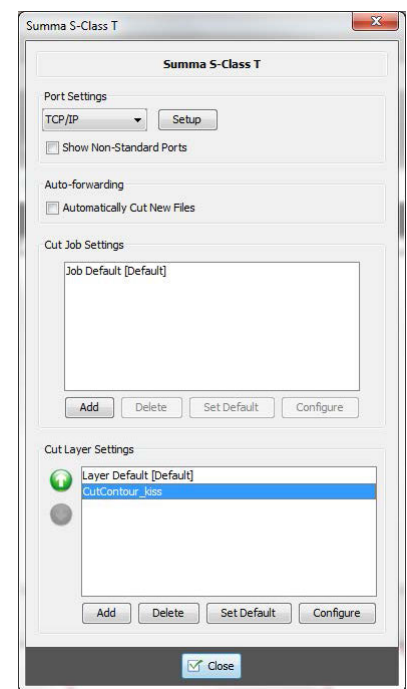 Summa S-Class T
Summa S-Class T
Port Settings
TCP/IP Setup
Show Non-Standard Ports
Auto-forwarding
Automatically Cut New Files
Cut Job Settings
Job Default [Default]
Add Delete Set Default Configure
Cut Layer Settings
Layer Default [Default]
CutContour_kiss
Add Delete Set Default Configure
Close